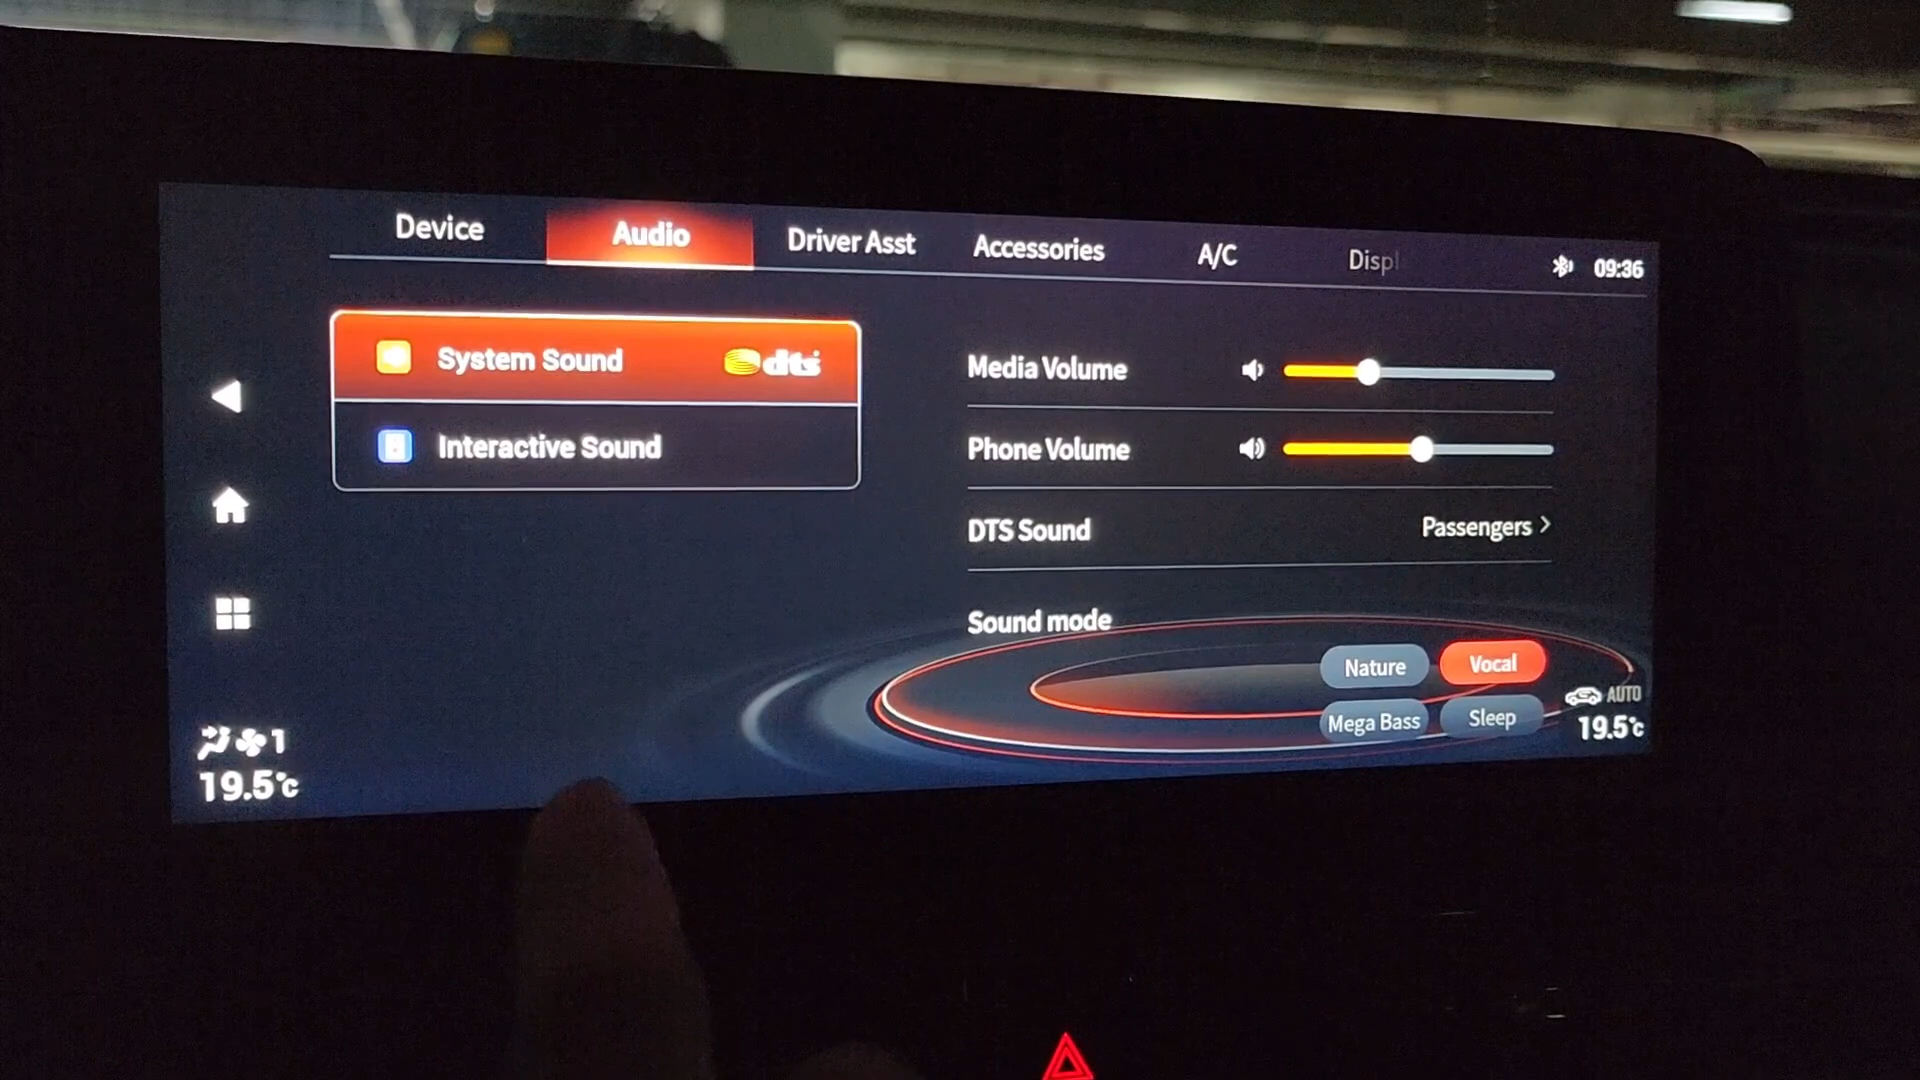 Device Audio Driver Asst Accessories A/C Displ 09:36
System Sound dts
Interactive Sound
Media Volume
Phone Volume
DTS Sound Passengers
Sound mode
Nature Vocal
Mega Bass Sleep
1
19.5°c
AUTO
19.5°c